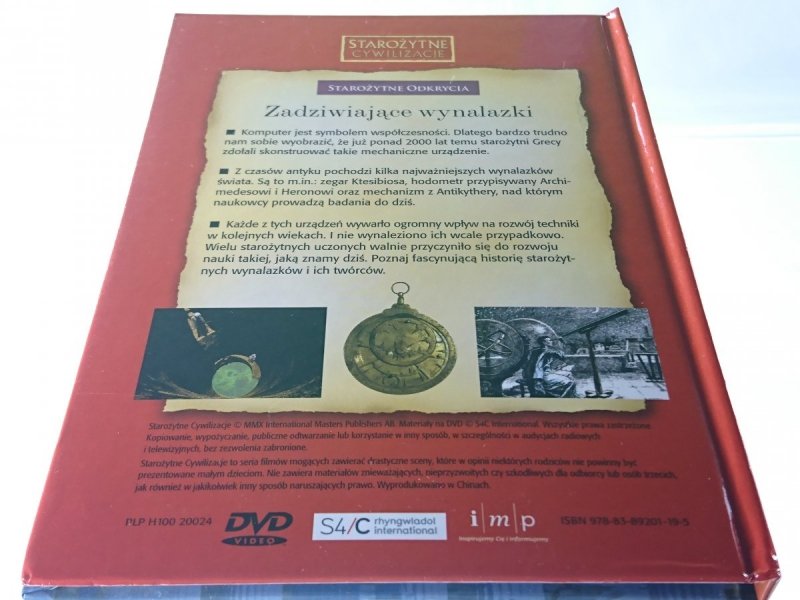 STAROŻYTNE
CYWILIZACJE
STAROŻYTNE ODKRYCIA
Zadziwiające wynalazki
■ Komputer jest symbolem współczesności. Dlatego bardzo trudno
nam sobie wyobrazić, że już ponad 2000 lat temu starożytni Grecy
zdołali skonstruować takie mechaniczne urządzenie.
■ Z czasów antyku pochodzi kilka najważniejszych wynalazków
świata. Są to m.in.: zegar Ktesibiosa, hodometr przypisywany Archi-
medesowi i Heronowi oraz mechanizm z Antikythery, nad którym
naukowcy prowadzą badania do dziś.
■ Każde z tych urządzeń wywarło ogromny wpływ na rozwój techniki
w kolejnych wiekach. I nie wynaleziono ich wcale przypadkowo.
Wielu starożytnych uczonych walnie przyczyniło się do rozwoju
nauki takiej, jaką znamy dziś. Poznaj fascynującą historię starożyt-
nych wynalazków i ich twórców.
Starożytne Cywilizacje © MMX International Masters Publishers AB. Materiały na DVD © S4C International. Wszystkie prawa zastrzeżone.
Kopiowanie, wypożyczanie, publiczne odtwarzanie lub korzystanie w inny sposób, w szczególności w audycjach radiowych
i telewizyjnych, bez zezwolenia zabronione.
Starożytne Cywilizacje to seria filmów mogących zawierać drastyczne sceny, które w opinii niektórych rodziców nie powinny być
prezentowane małym dzieciom. Nie zawiera materiałów zniewazających, nieprzyzwoitych czy szkodliwych dla odbiorcy lub osób trzecich,
jak również w jakikolwiek inny sposób naruszających prawo. Wyprodukowano w Chinach.
PLP H100 20024
DVD
VIDEO
S4/C rhyngwladol
international
i|m|p
Inspirujemy Cię i Informujemy
ISBN 978-83-89201-19-5